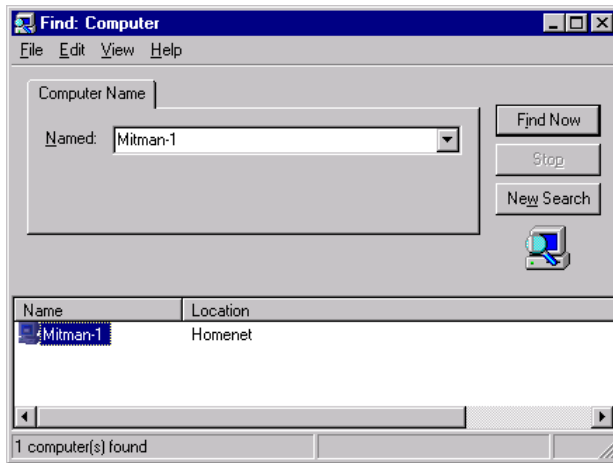 Find: Computer
File Edit View Help
Computer Name
Named: Mitman-1
Find Now
Stop
New Search
Name Location
Mitman-1 Homenet
1 computer(s) found